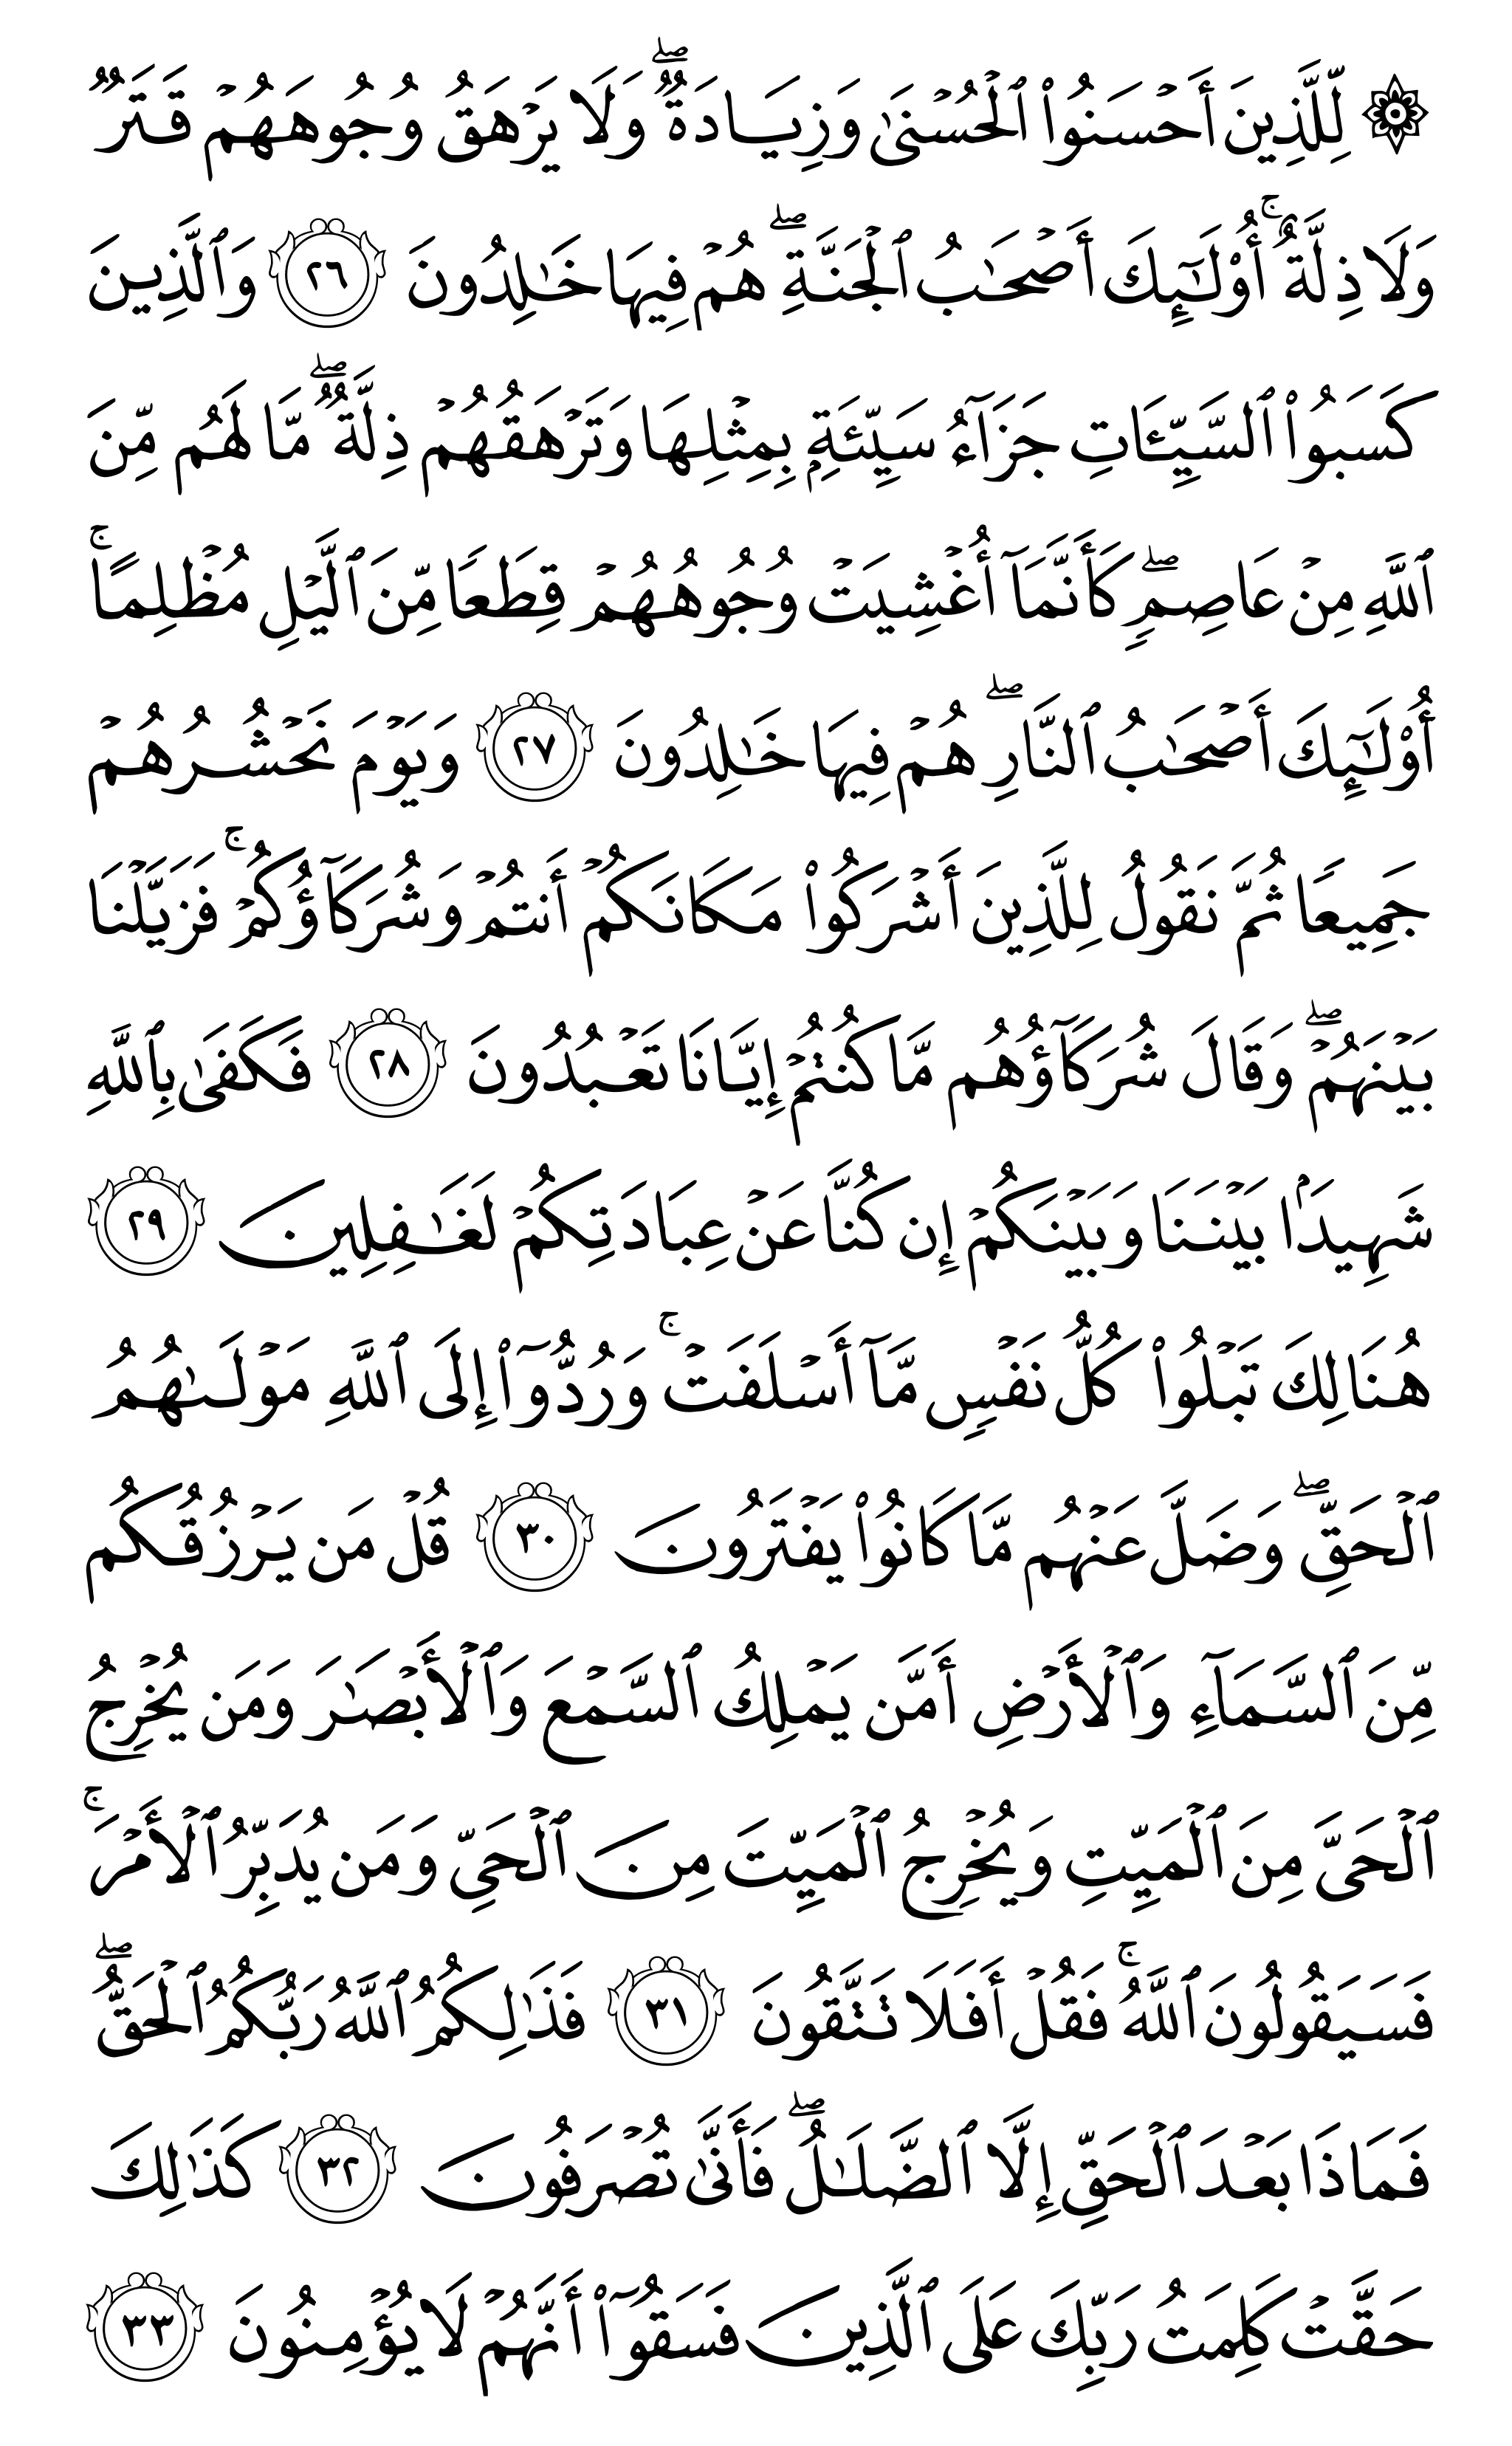 ۞ لِّلَّذِينَ أَحۡسَنُواْ ٱلۡحُسۡنَىٰ وَزِيَادَةٞۖ وَلَا يَرۡهَقُ وُجُوهَهُمۡ قَتَرٞ
وَلَا ذِلَّةٌۚ أُوْلَٰٓئِكَ أَصۡحَٰبُ ٱلۡجَنَّةِۖ هُمۡ فِيهَا خَٰلِدُونَ ٢٦ وَٱلَّذِينَ
كَسَبُواْ ٱلسَّيِّـَٔاتِ جَزَآءُ سَيِّئَةِۭ بِمِثۡلِهَا وَتَرۡهَقُهُمۡ ذِلَّةٞۖ مَّا لَهُم مِّنَ
ٱللَّهِ مِنۡ عَاصِمٖۖ كَأَنَّمَآ أُغۡشِيَتۡ وُجُوهُهُمۡ قِطَعٗا مِّنَ ٱلَّيۡلِ مُظۡلِمًاۚ
أُوْلَٰٓئِكَ أَصۡحَٰبُ ٱلنَّارِۖ هُمۡ فِيهَا خَٰلِدُونَ ٢٧ وَيَوۡمَ نَحۡشُرُهُمۡ
جَمِيعٗا ثُمَّ نَقُولُ لِلَّذِينَ أَشۡرَكُواْ مَكَانَكُمۡ أَنتُمۡ وَشُرَكَآؤُكُمۡۚ فَزَيَّلۡنَا
بَيۡنَهُمۡۖ وَقَالَ شُرَكَآؤُهُم مَّا كُنتُمۡ إِيَّانَا تَعۡبُدُونَ ٢٨ فَكَفَىٰ بِٱللَّهِ
شَهِيدَۢا بَيۡنَنَا وَبَيۡنَكُمۡ إِن كُنَّا عَنۡ عِبَادَتِكُمۡ لَغَٰفِلِينَ ٢٩
هُنَالِكَ تَبۡلُواْ كُلُّ نَفۡسٖ مَّآ أَسۡلَفَتۡۚ وَرُدُّوٓاْ إِلَى ٱللَّهِ مَوۡلَىٰهُمُ
ٱلۡحَقِّۖ وَضَلَّ عَنۡهُم مَّا كَانُواْ يَفۡتَرُونَ ٣٠ قُلۡ مَن يَرۡزُقُكُم
مِّنَ ٱلسَّمَآءِ وَٱلۡأَرۡضِ أَمَّن يَمۡلِكُ ٱلسَّمۡعَ وَٱلۡأَبۡصَٰرَ وَمَن يُخۡرِجُ
ٱلۡحَيَّ مِنَ ٱلۡمَيِّتِ وَيُخۡرِجُ ٱلۡمَيِّتَ مِنَ ٱلۡحَيِّ وَمَن يُدَبِّرُ ٱلۡأَمۡرَۚ
فَسَيَقُولُونَ ٱللَّهُۚ فَقُلۡ أَفَلَا تَتَّقُونَ ٣١ فَذَٰلِكُمُ ٱللَّهُ رَبُّكُمُ ٱلۡحَقُّۖ
فَمَاذَا بَعۡدَ ٱلۡحَقِّ إِلَّا ٱلضَّلَٰلُۖ فَأَنَّىٰ تُصۡرَفُونَ ٣٢ كَذَٰلِكَ
حَقَّتۡ كَلِمَتُ رَبِّكَ عَلَى ٱلَّذِينَ فَسَقُوٓاْ أَنَّهُمۡ لَا يُؤۡمِنُونَ ٣٣